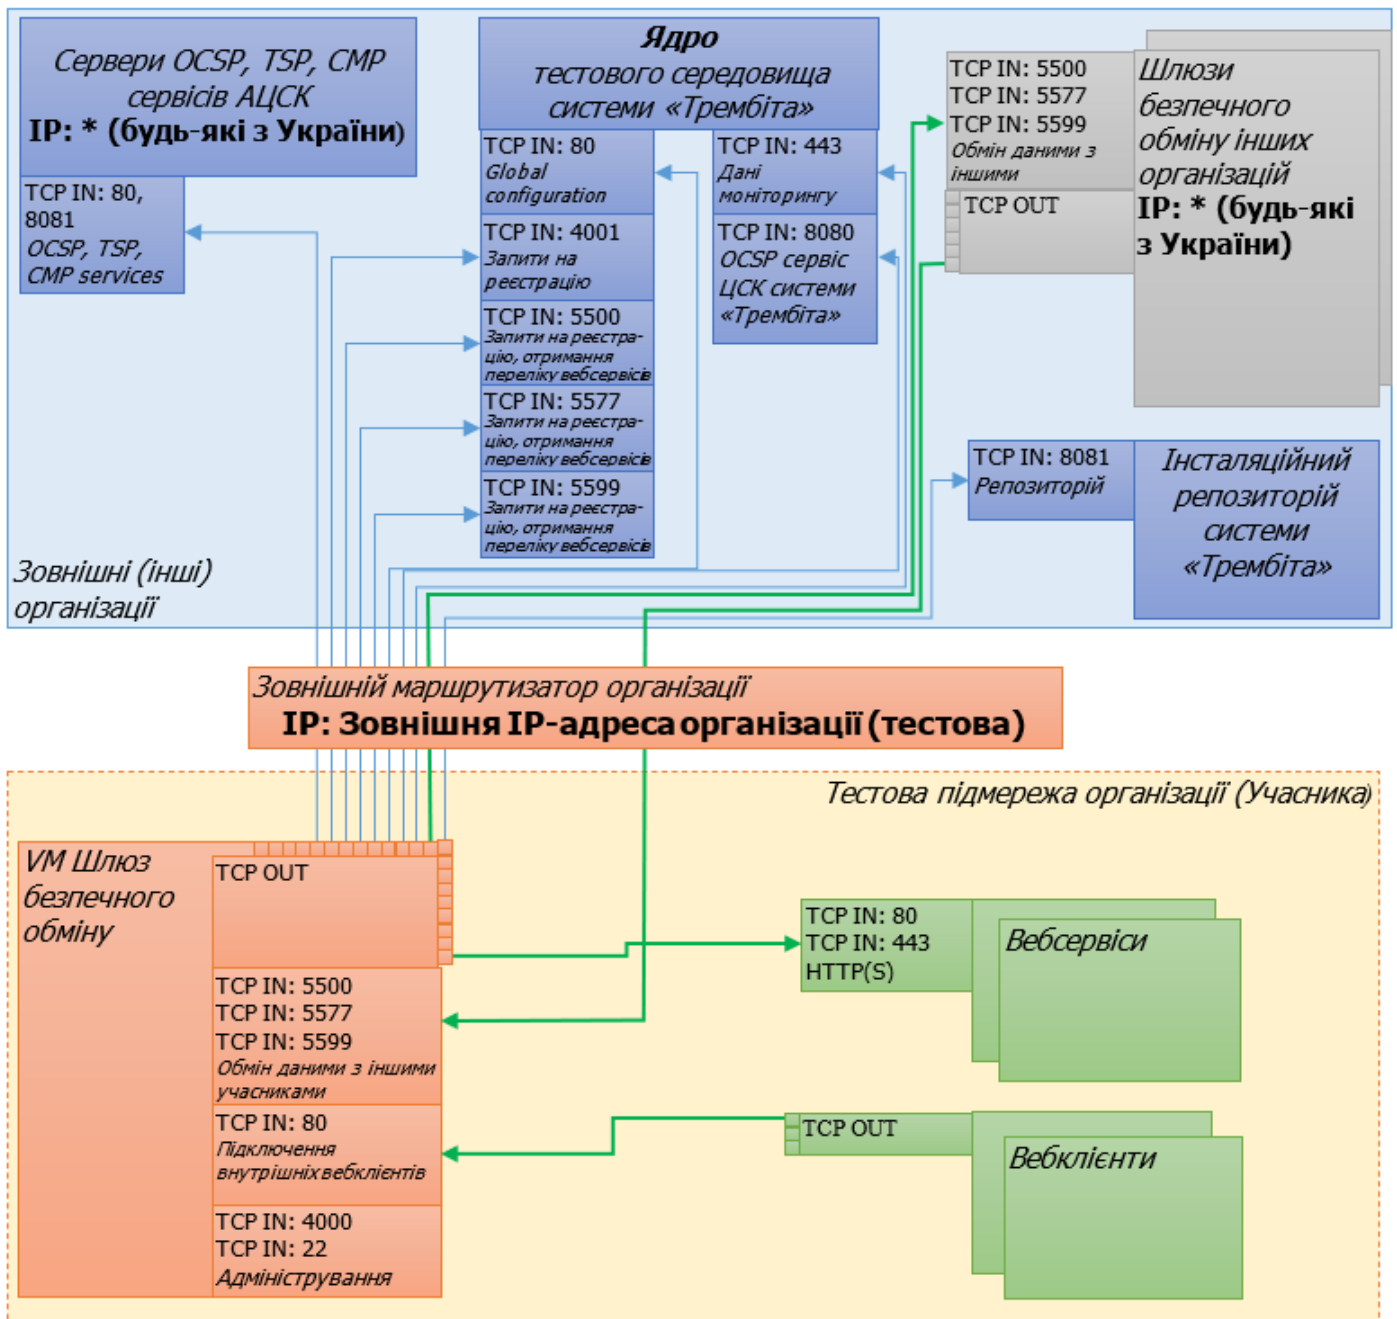 Сервери OCSP, TSP, CMP
сервісів АЦСК
IP: * (будь-які з України)
TCP IN: 80,
8081
OCSP, TSP,
CMP services
Ядро
тестового середовища
системи «Трембіта»
TCP IN: 80
Global
configuration
TCP IN: 4001
Запити на
реєстрацію
TCP IN: 5500
Запити на реєстра-
цію, отримання
переліку вебсервісів
TCP IN: 5577
Запити на реєстра-
цію, отримання
переліку вебсервісів
TCP IN: 5599
Запити на реєстра-
цію, отримання
переліку вебсервісів
TCP IN: 443
Дані
моніторингу
TCP IN: 8080
OCSP сервіс
ЦСК системи
«Трембіта»
TCP IN: 5500
TCP IN: 5577
TCP IN: 5599
Обмін даними з
іншими
TCP OUT
Шлюзи
безпечного
обміну інших
організацій
IP: * (будь-які
з України)
TCP IN: 8081
Репозиторій
Інсталяційний
репозиторій
системи
«Трембіта»
Зовнішні (інші)
організації
Зовнішній маршрутизатор організації
IP: Зовнішня IP-адреса організації (тестова)
Тестова підмережа організації (Учасника)
VM Шлюз
безпечного
обміну
TCP OUT
TCP IN: 5500
TCP IN: 5577
TCP IN: 5599
Обмін даними з іншими
учасниками
TCP IN: 80
Підключення
внутрішніх вебклієнтів
TCP IN: 4000
TCP IN: 22
Адміністрування
TCP IN: 80
TCP IN: 443
HTTP(S)
Вебсервіси
TCP OUT
Вебклієнти